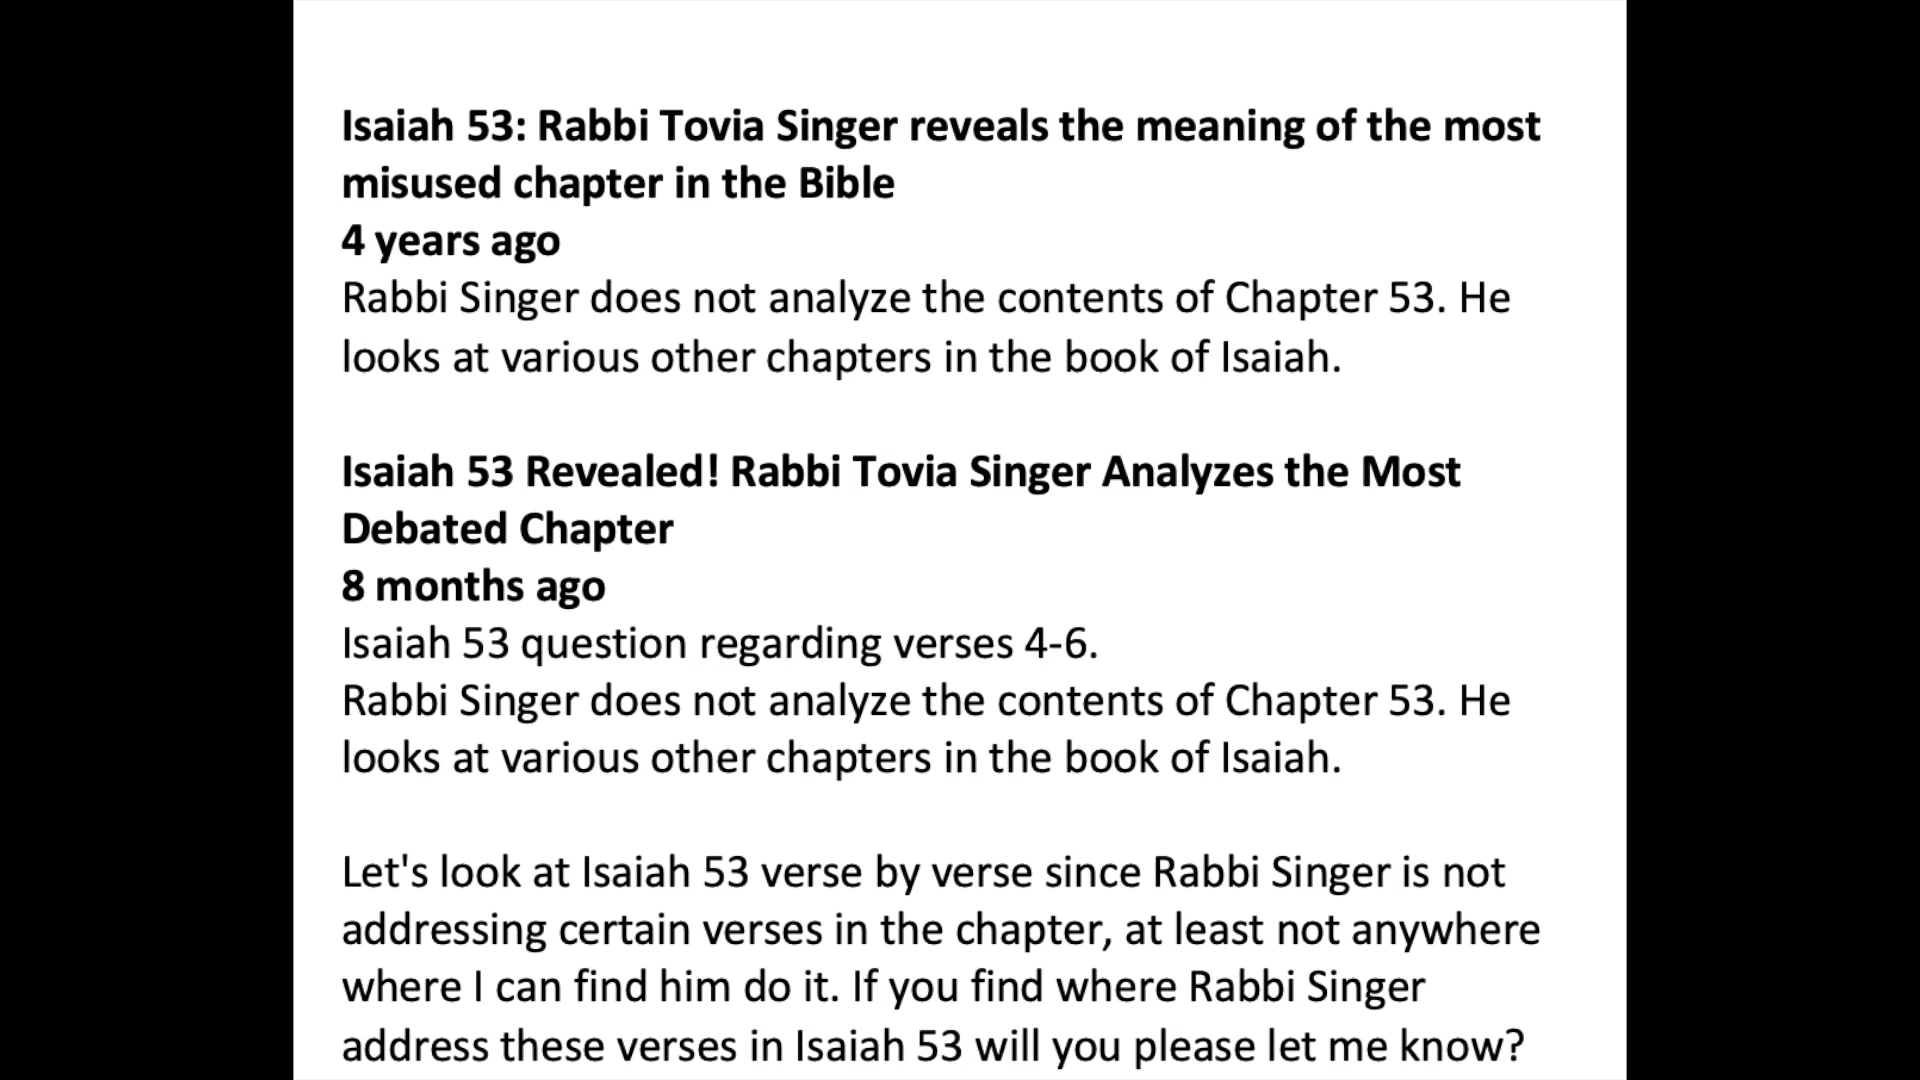 Isaiah 53: Rabbi Tovia Singer reveals the meaning of the most
misused chapter in the Bible
4 years ago
Rabbi Singer does not analyze the contents of Chapter 53. He
looks at various other chapters in the book of Isaiah.
Isaiah 53 Revealed! Rabbi Tovia Singer Analyzes the Most
Debated Chapter
8 months ago
Isaiah 53 question regarding verses 4-6.
Rabbi Singer does not analyze the contents of Chapter 53. He
looks at various other chapters in the book of Isaiah.
Let's look at Isaiah 53 verse by verse since Rabbi Singer is not
addressing certain verses in the chapter, at least not anywhere
where I can find him do it. If you find where Rabbi Singer
address these verses in Isaiah 53 will you please let me know?